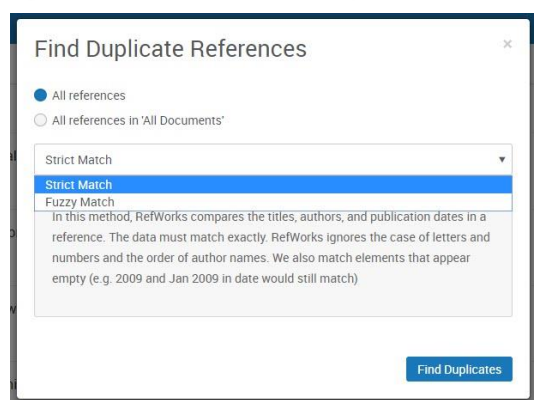 Find Duplicate References
×
All references
All references in 'All Documents'
Strict Match
Strict Match
Fuzzy Match
In this method, RefWorks compares the titles, authors, and publication dates in a
reference. The data must match exactly. RefWorks ignores the case of letters and
numbers and the order of author names. We also match elements that appear
empty (e.g. 2009 and Jan 2009 in date would still match)
Find Duplicates